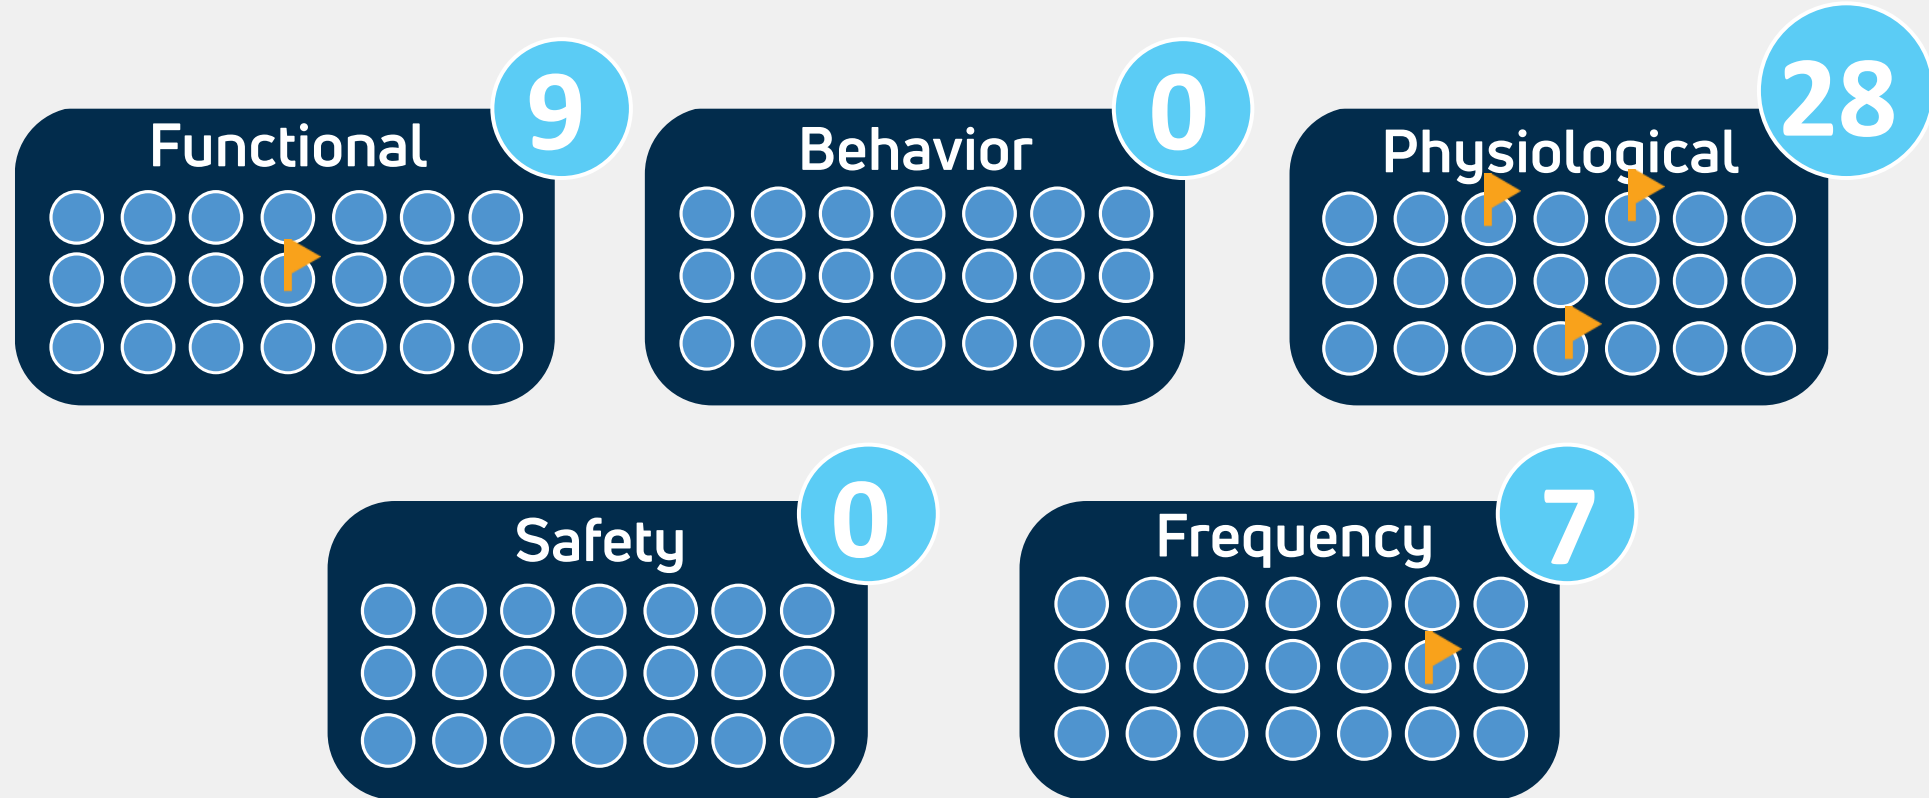 Functional
9
Behavior
0
Physiological
28
Safety
0
Frequency
7